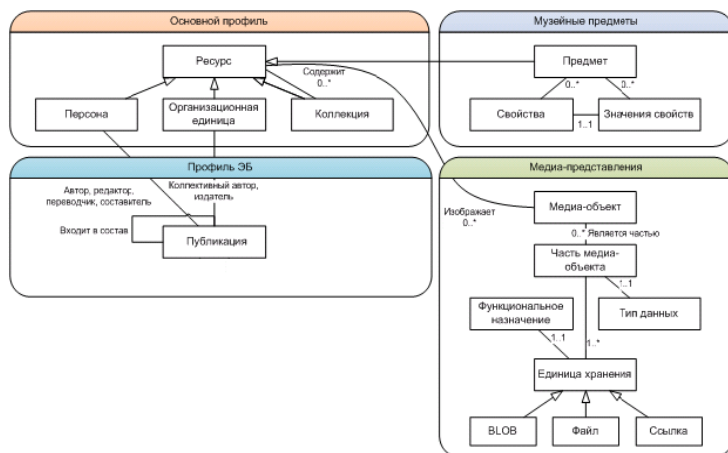 Основной профиль
Ресурс
Содержит
0..*
Персона
Организационная
единица
Коллекция
Музейные предметы
Предмет
0..*
0..*
Свойства
1..1
Значения свойств
Профиль ЭБ
Автор, редактор,
переводчик, составитель
Коллективный автор,
издатель
Входит в состав
Публикация
Медиа-представления
Изображает
0..*
Медиа-объект
0..* Является частью
Часть медиа-
объекта
1..1
Функциональное
назначение
Тип данных
1..1
1..*
Единица хранения
BLOB
Файл
Ссылка